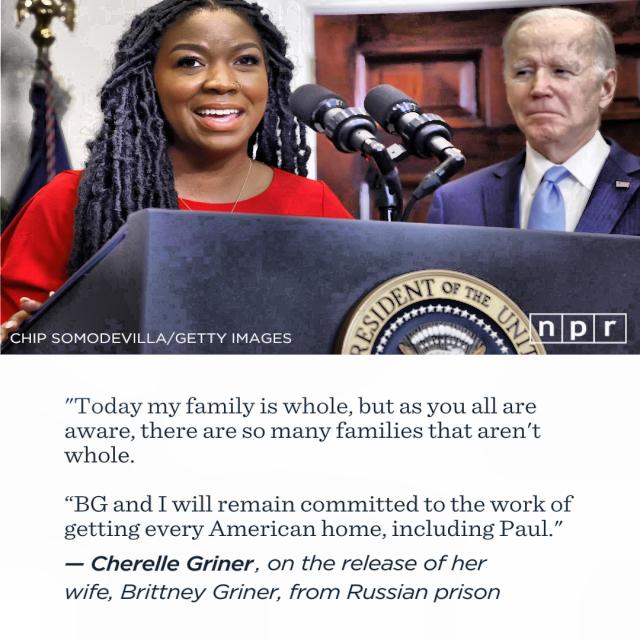 RESIDENT OF THE UNIT
CHIP SOMODEVILLA/GETTY IMAGES
npr
"Today my family is whole, but as you all are
aware, there are so many families that aren't
whole.
“BG and I will remain committed to the work of
getting every American home, including Paul."
— Cherelle Griner, on the release of her
wife, Brittney Griner, from Russian prison